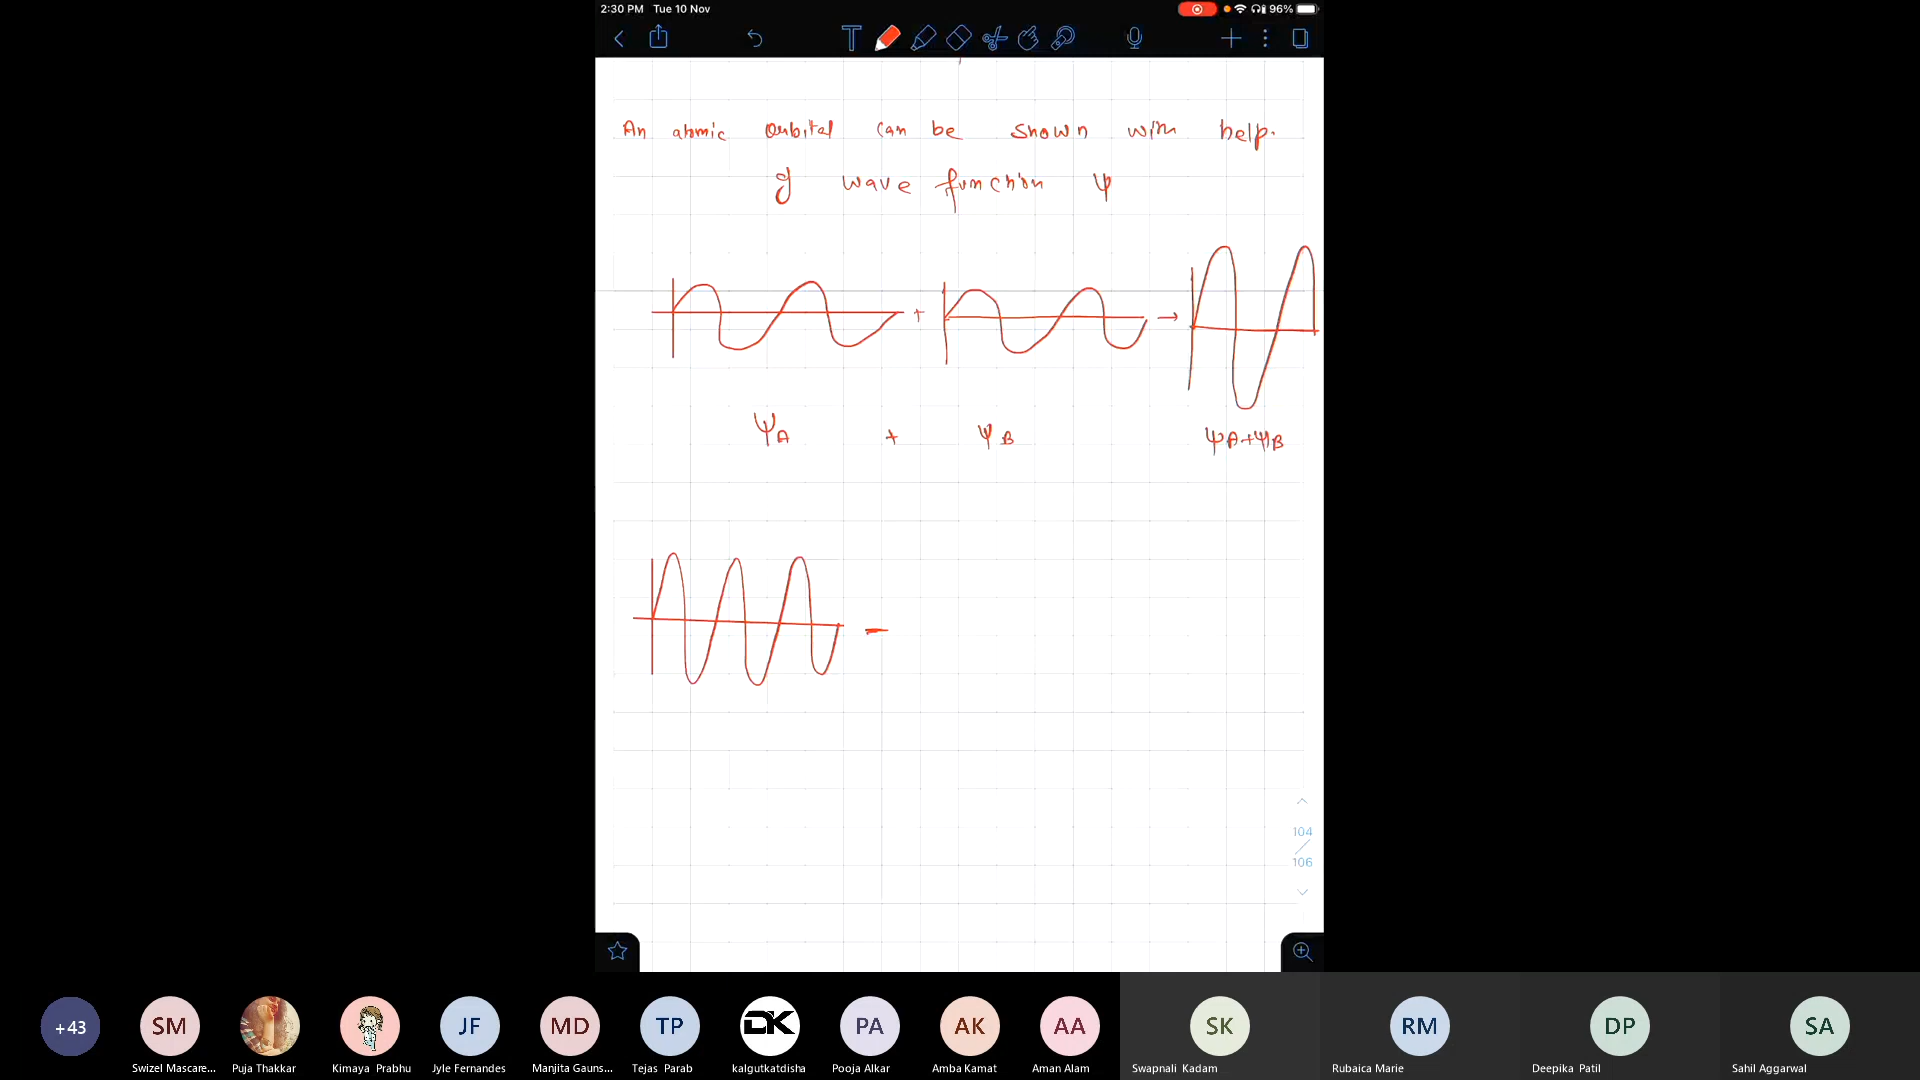 2:30 PM Tue 10 Nov
96%
T
An atomic orbital can be shown with help.
of wave function ψ
+ →
ψA + ψB ψA+ψB
-
104
/
106
+43 SM JF MD TP DK PA AK AA SK RM DP SA
Swizel Mascare... Puja Thakkar Kimaya Prabhu Jyle Fernandes Manjita Gauns... Tejas Parab kalgutkatdisha Pooja Alkar Amba Kamat Aman Alam Swapnali Kadam Rubaica Marie Deepika Patil Sahil Aggarwal